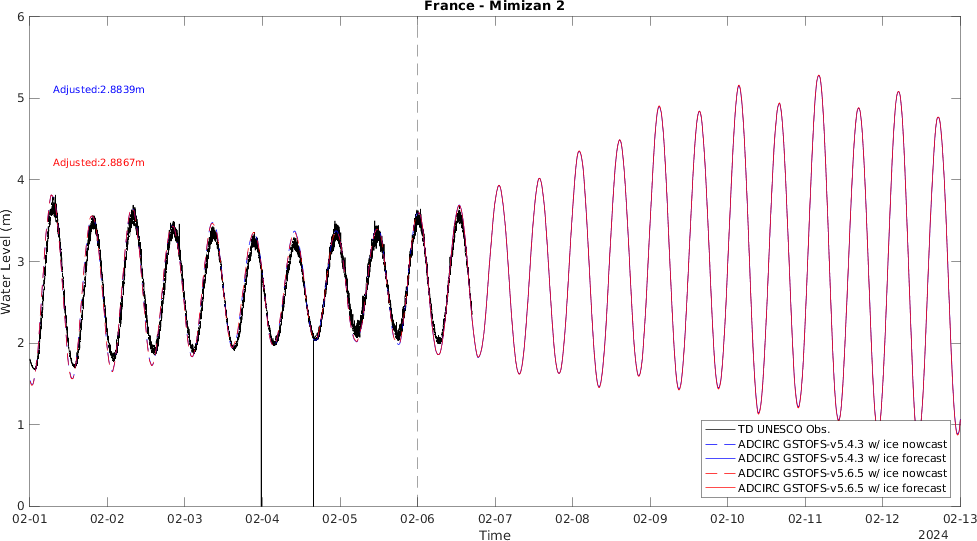 France - Mimizan 2
6
5
4
3
2
1
0
Water Level (m)
Adjusted:2.8839m
Adjusted:2.8867m
TD UNESCO Obs.
ADCIRC GSTOFS-v5.4.3 w/ ice nowcast
ADCIRC GSTOFS-v5.4.3 w/ ice forecast
ADCIRC GSTOFS-v5.6.5 w/ ice nowcast
ADCIRC GSTOFS-v5.6.5 w/ ice forecast
02-01 02-02 02-03 02-04 02-05 02-06 02-07 02-08 02-09 02-10 02-11 02-12 02-13
Time
2024